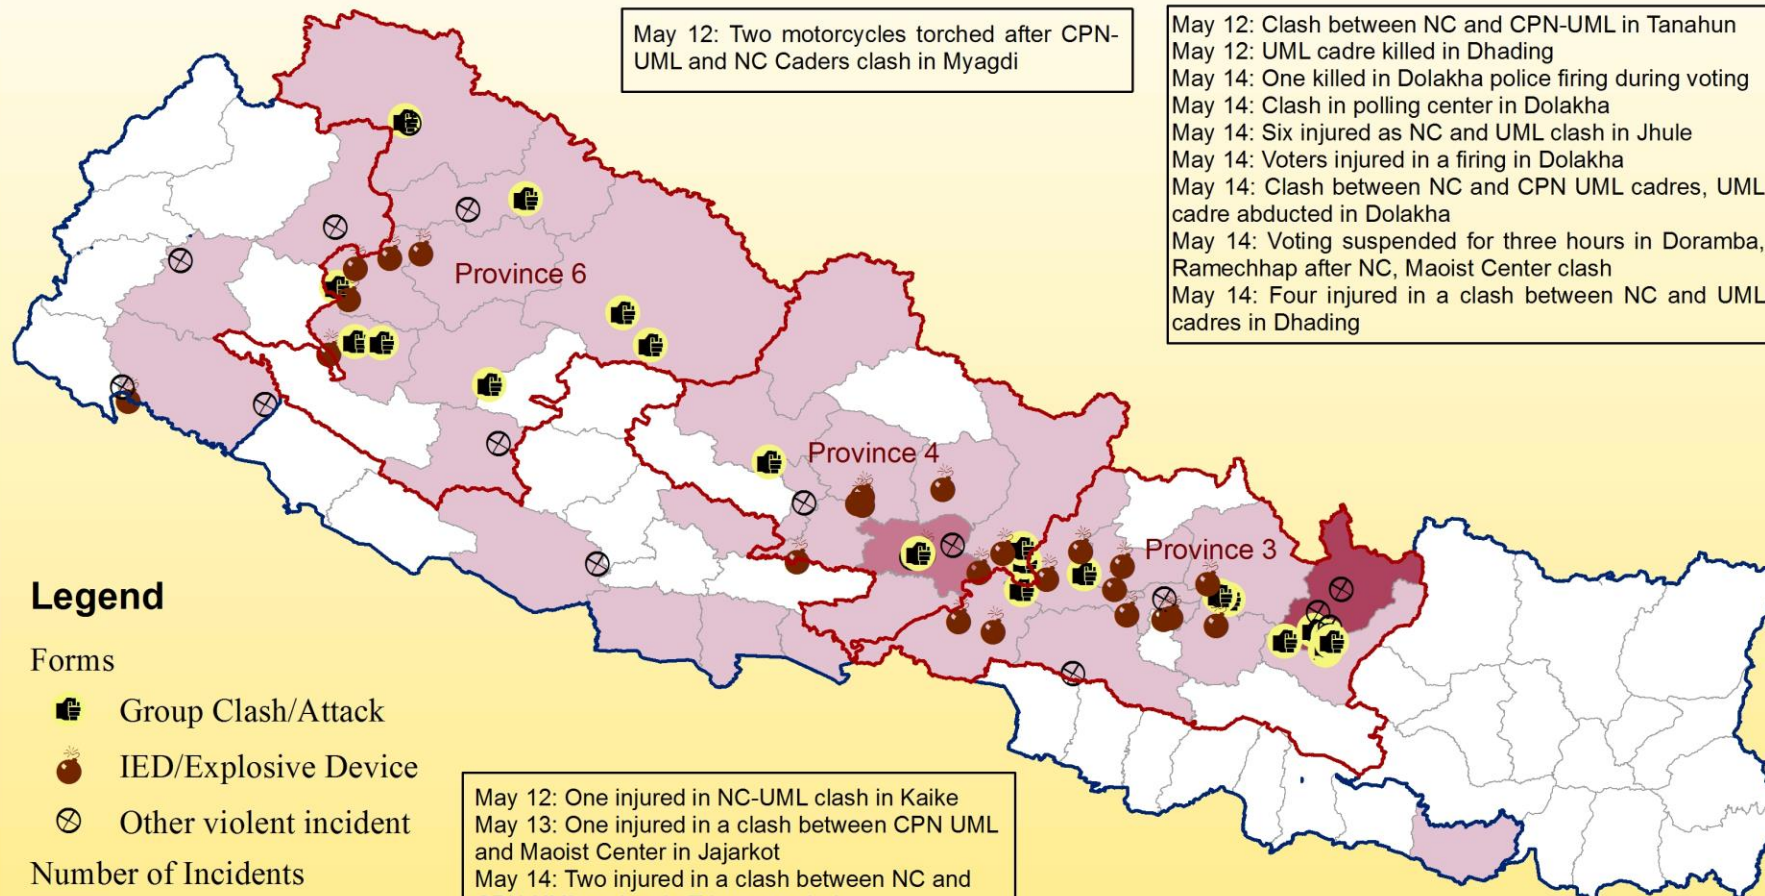 May 12: Two motorcycles torched after CPN-
UML and NC Caders clash in Myagdi
May 12: Clash between NC and CPN-UML in Tanahun
May 12: UML cadre killed in Dhading
May 14: One killed in Dolakha police firing during voting
May 14: Clash in polling center in Dolakha
May 14: Six injured as NC and UML clash in Jhule
May 14: Voters injured in a firing in Dolakha
May 14: Clash between NC and CPN UML cadres, UML
cadre abducted in Dolakha
May 14: Voting suspended for three hours in Doramba,
Ramechhap after NC, Maoist Center clash
May 14: Four injured in a clash between NC and UML
cadres in Dhading
Province 6
Province 4
Province 3
Legend
Forms
Group Clash/Attack
IED/Explosive Device
Other violent incident
Number of Incidents
May 12: One injured in NC-UML clash in Kaike
May 13: One injured in a clash between CPN UML
and Maoist Center in Jajarkot
May 14: Two injured in a clash between NC and